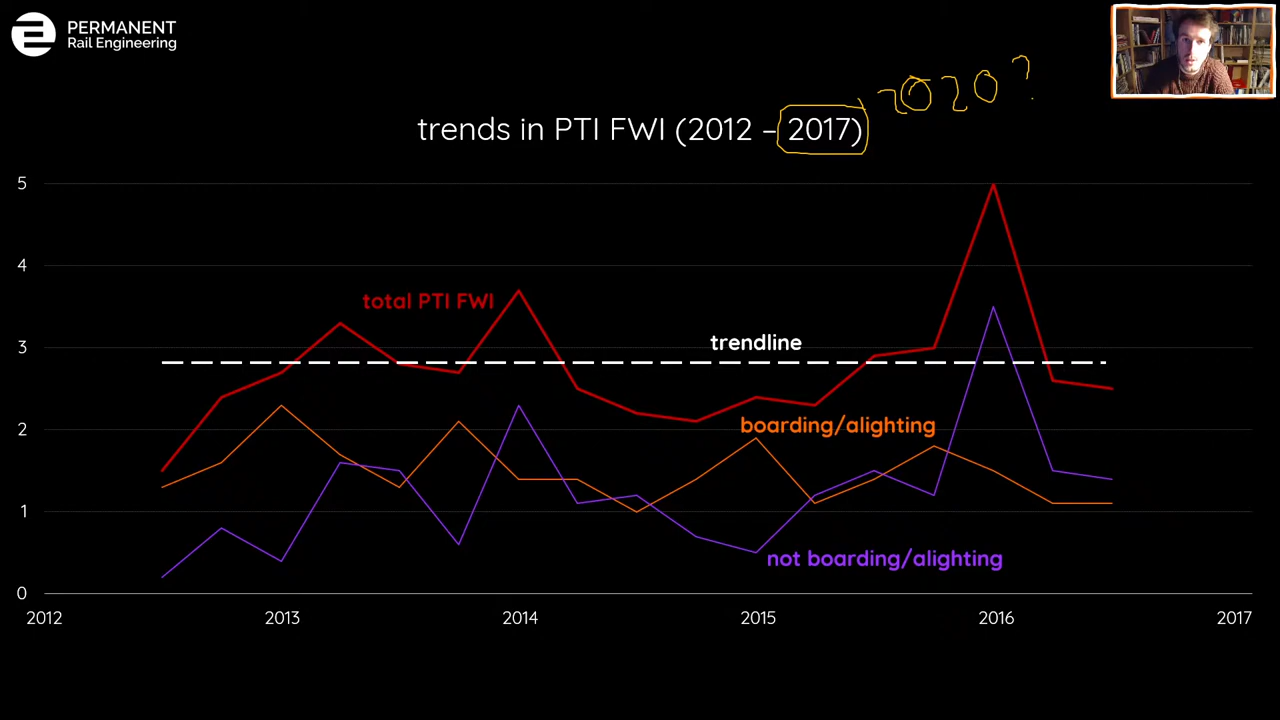 PERMANENT
Rail Engineering
2020?
trends in PTI FWI (2012 – 2017)
5
4
total PTI FWI
3
trendline
2
boarding/alighting
1
not boarding/alighting
0
2012 2013 2014 2015 2016 2017